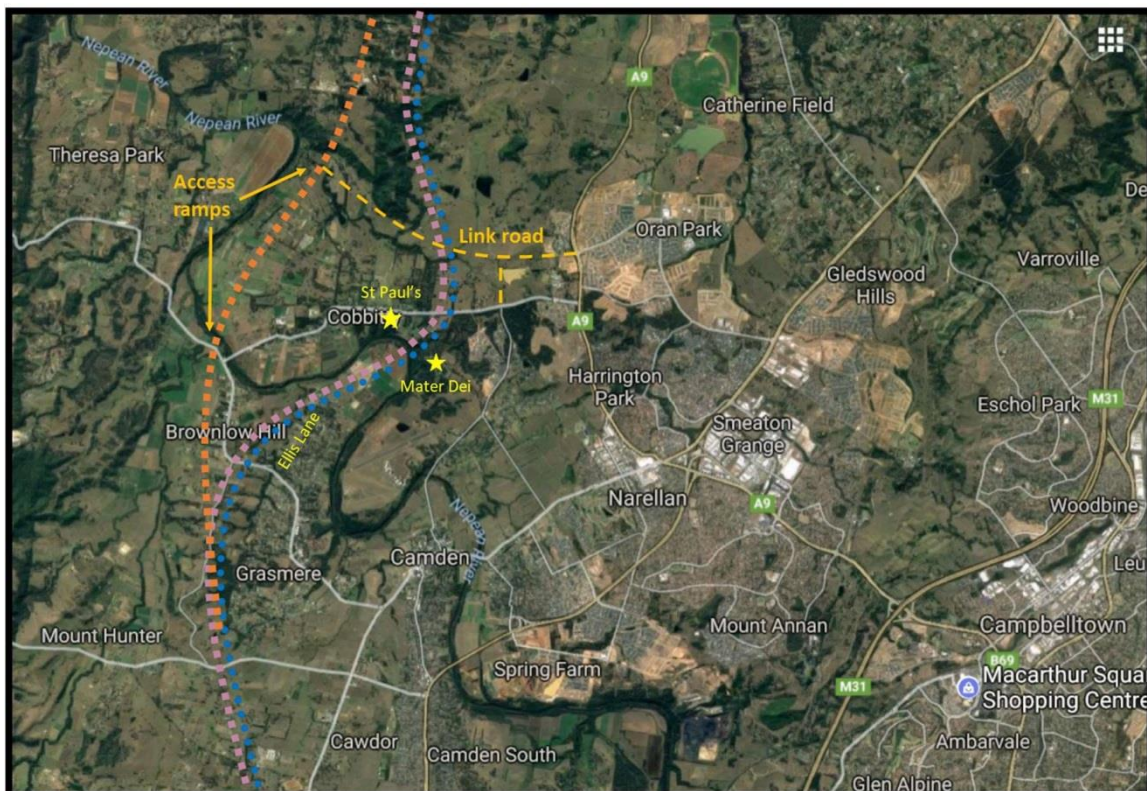 Nepean River
Nepean River
A9
Catherine Field
Theresa Park
De
Access
ramps
Link road
Oran Park
Varroville
St Paul's
Gledswood
Hills
A9
Mater Dei
Harrington
Park
Eschol Park
M31
Brownlow Hill
Ellis Lane
Smeaton
Grange
Narellan
A9
Woodbine
Camden
Leu
Grasmere
Mount Hunter
Mount Annan
Campbelltown
B69
Spring Farm
M31
Macarthur Squa
Shopping Centre
Cawdor
Camden South
Ambarvale
Glen Alpine